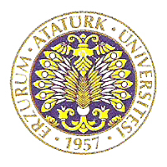 ERZURUM · ATATÜRK · ÜNİVERSİTESİ
· 1957 ·